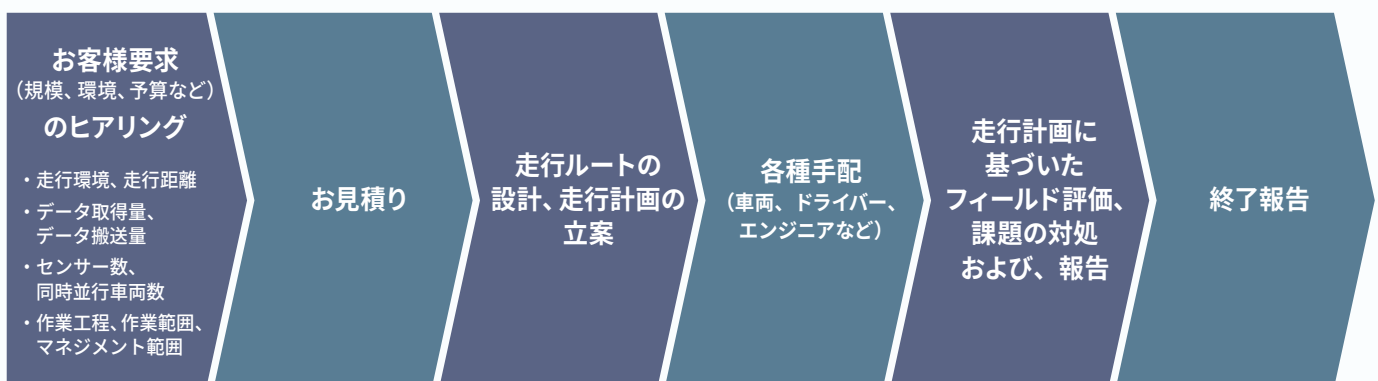 お客様要求
（規模、環境、予算など）
のヒアリング
・走行環境、走行距離
・データ取得量、
データ搬送量
・センサー数、
同時並行車両数
・作業工程、作業範囲、
マネジメント範囲
お見積り
走行ルートの
設計、走行計画の
立案
各種手配
（車両、ドライバー、
エンジニアなど）
走行計画に
基づいた
フィールド評価、
課題の対処
および、報告
終了報告